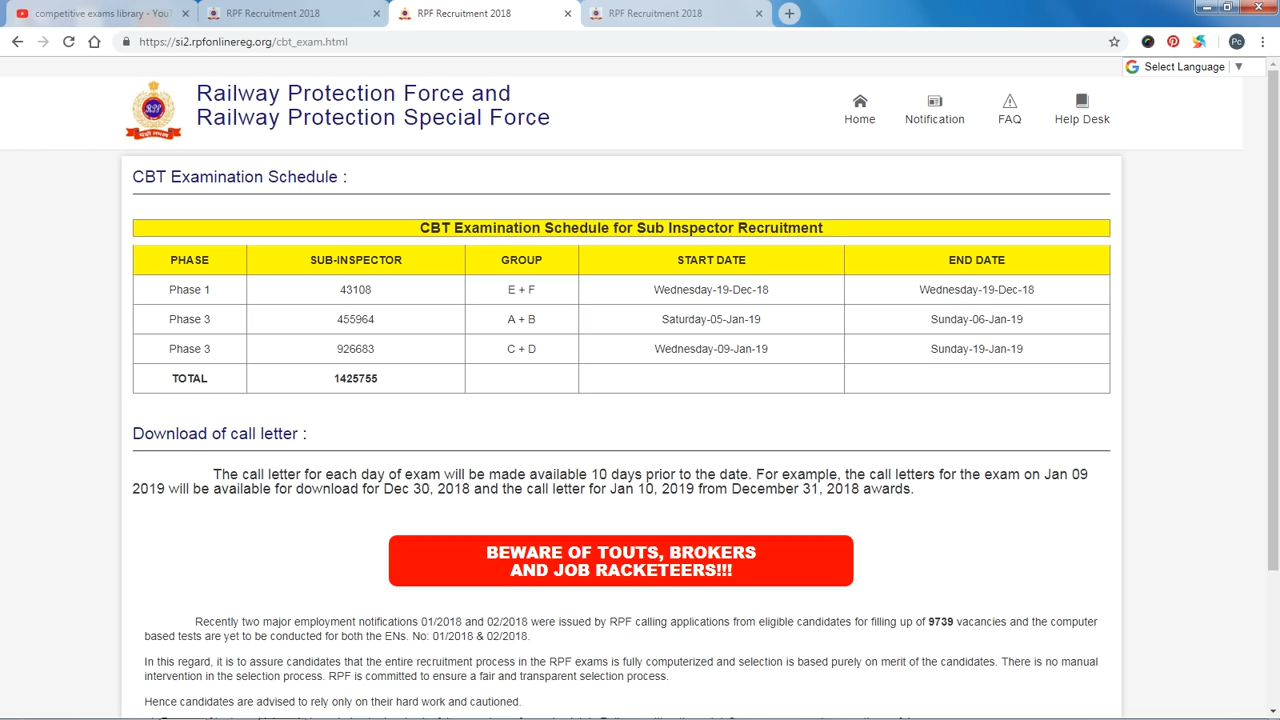 competitive exams library - YouT
RPF Recruitment 2018
RPF Recruitment 2018
RPF Recruitment 2018
https://si2.rpfonlinereg.org/cbt_exam.html
Pc
Select Language
Railway Protection Force and
Railway Protection Special Force
RPF
Home
Notification
FAQ
Help Desk
CBT Examination Schedule :
CBT Examination Schedule for Sub Inspector Recruitment
PHASE SUB-INSPECTOR GROUP START DATE END DATE
Phase 1 43108 E + F Wednesday-19-Dec-18 Wednesday-19-Dec-18
Phase 3 455964 A + B Saturday-05-Jan-19 Sunday-06-Jan-19
Phase 3 926683 C + D Wednesday-09-Jan-19 Sunday-19-Jan-19
TOTAL 1425755
Download of call letter :
The call letter for each day of exam will be made available 10 days prior to the date. For example, the call letters for the exam on Jan 09
2019 will be available for download for Dec 30, 2018 and the call letter for Jan 10, 2019 from December 31, 2018 awards.
BEWARE OF TOUTS, BROKERS
AND JOB RACKETEERS!!!
Recently two major employment notifications 01/2018 and 02/2018 were issued by RPF calling applications from eligible candidates for filling up of 9739 vacancies and the computer
based tests are yet to be conducted for both the ENs. No: 01/2018 & 02/2018.
In this regard, it is to assure candidates that the entire recruitment process in the RPF exams is fully computerized and selection is based purely on merit of the candidates. There is no manual
intervention in the selection process. RPF is committed to ensure a fair and transparent selection process.
Hence candidates are advised to rely only on their hard work and cautioned.